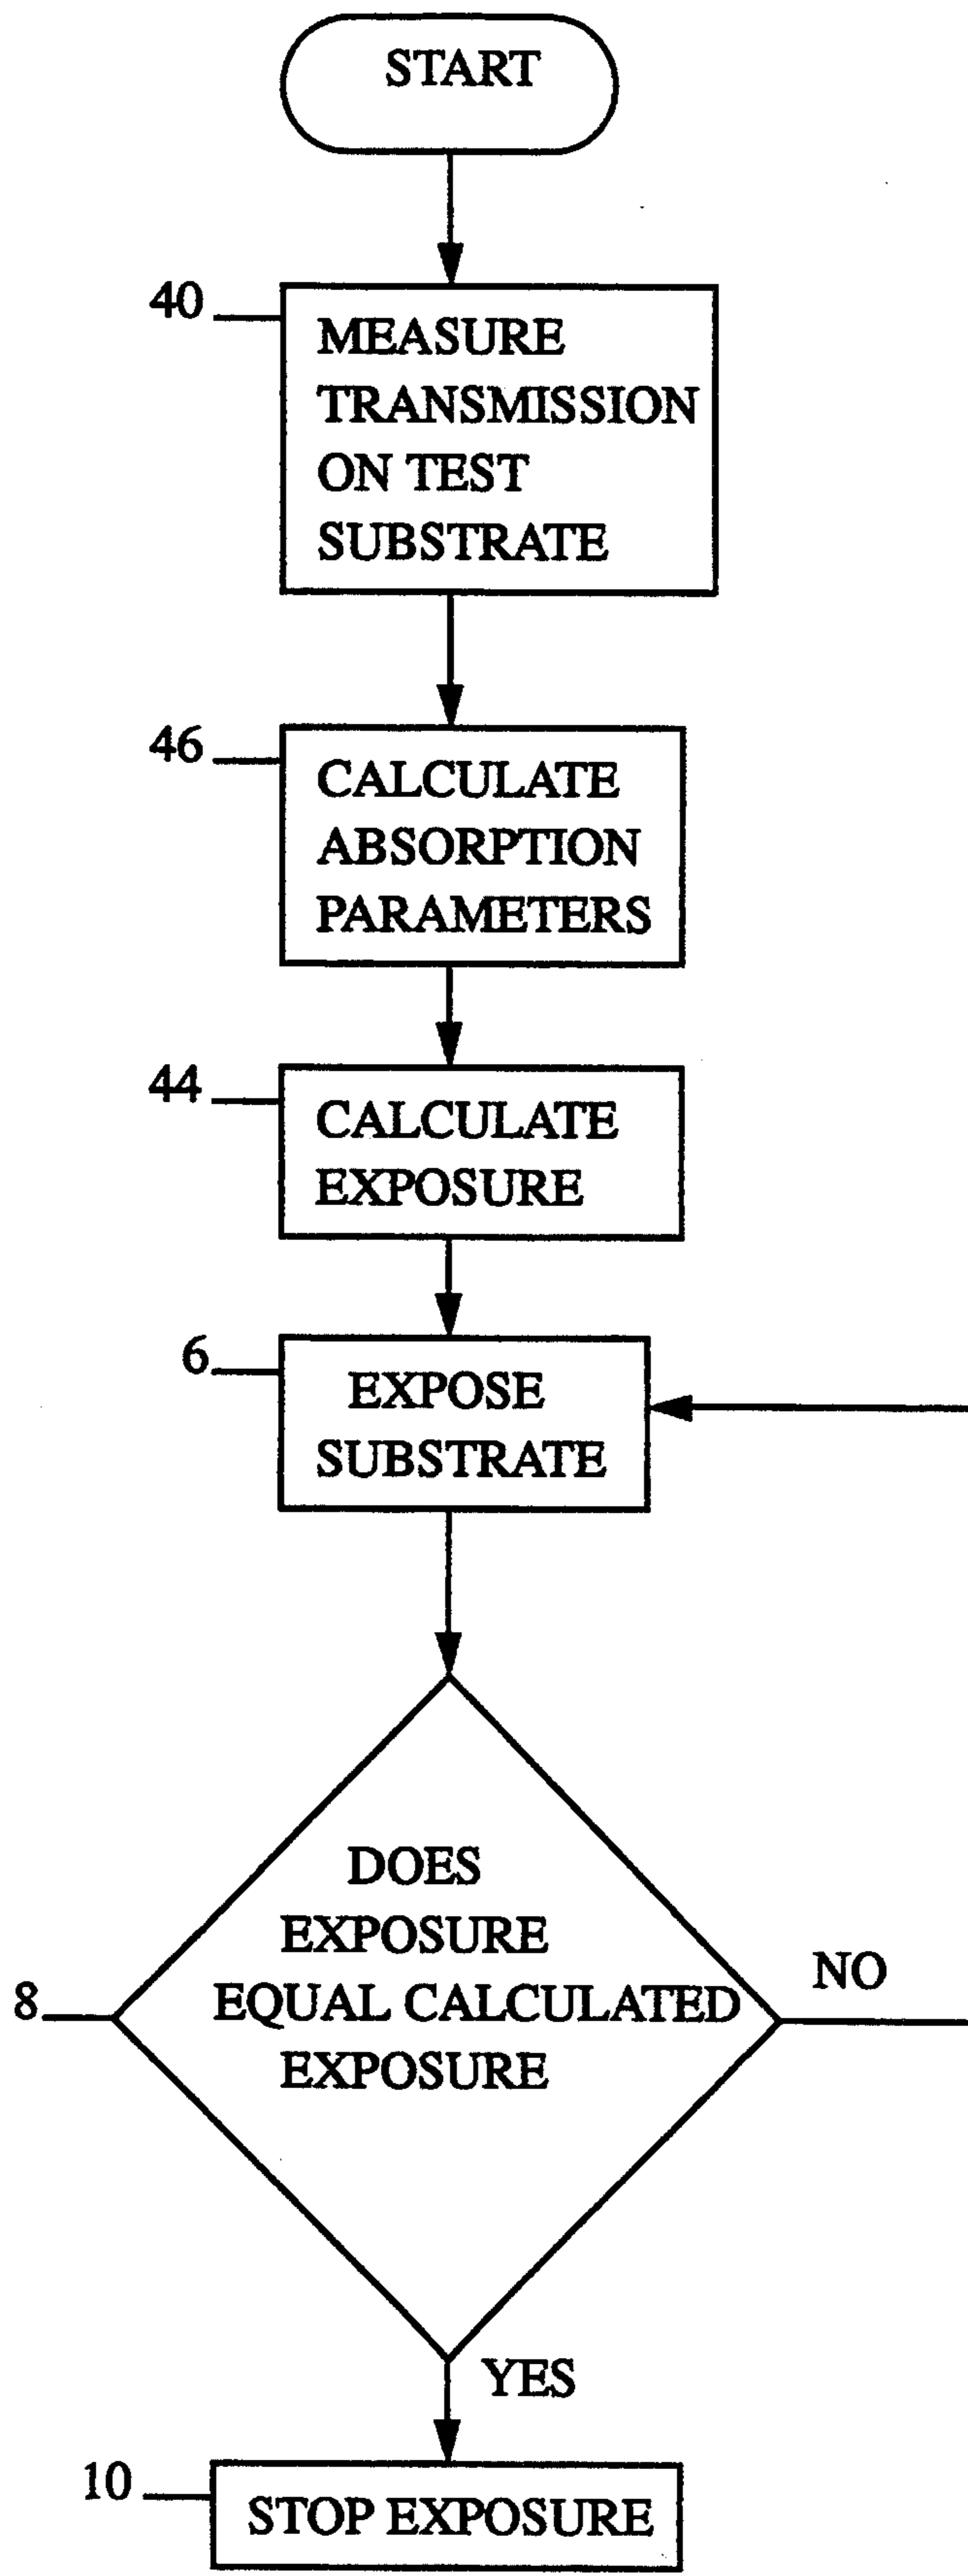 START
40
MEASURE
TRANSMISSION
ON TEST
SUBSTRATE
46
CALCULATE
ABSORPTION
PARAMETERS
44
CALCULATE
EXPOSURE
6
EXPOSE
SUBSTRATE
DOES
EXPOSURE
EQUAL CALCULATED
EXPOSURE
8
NO
YES
10
STOP EXPOSURE